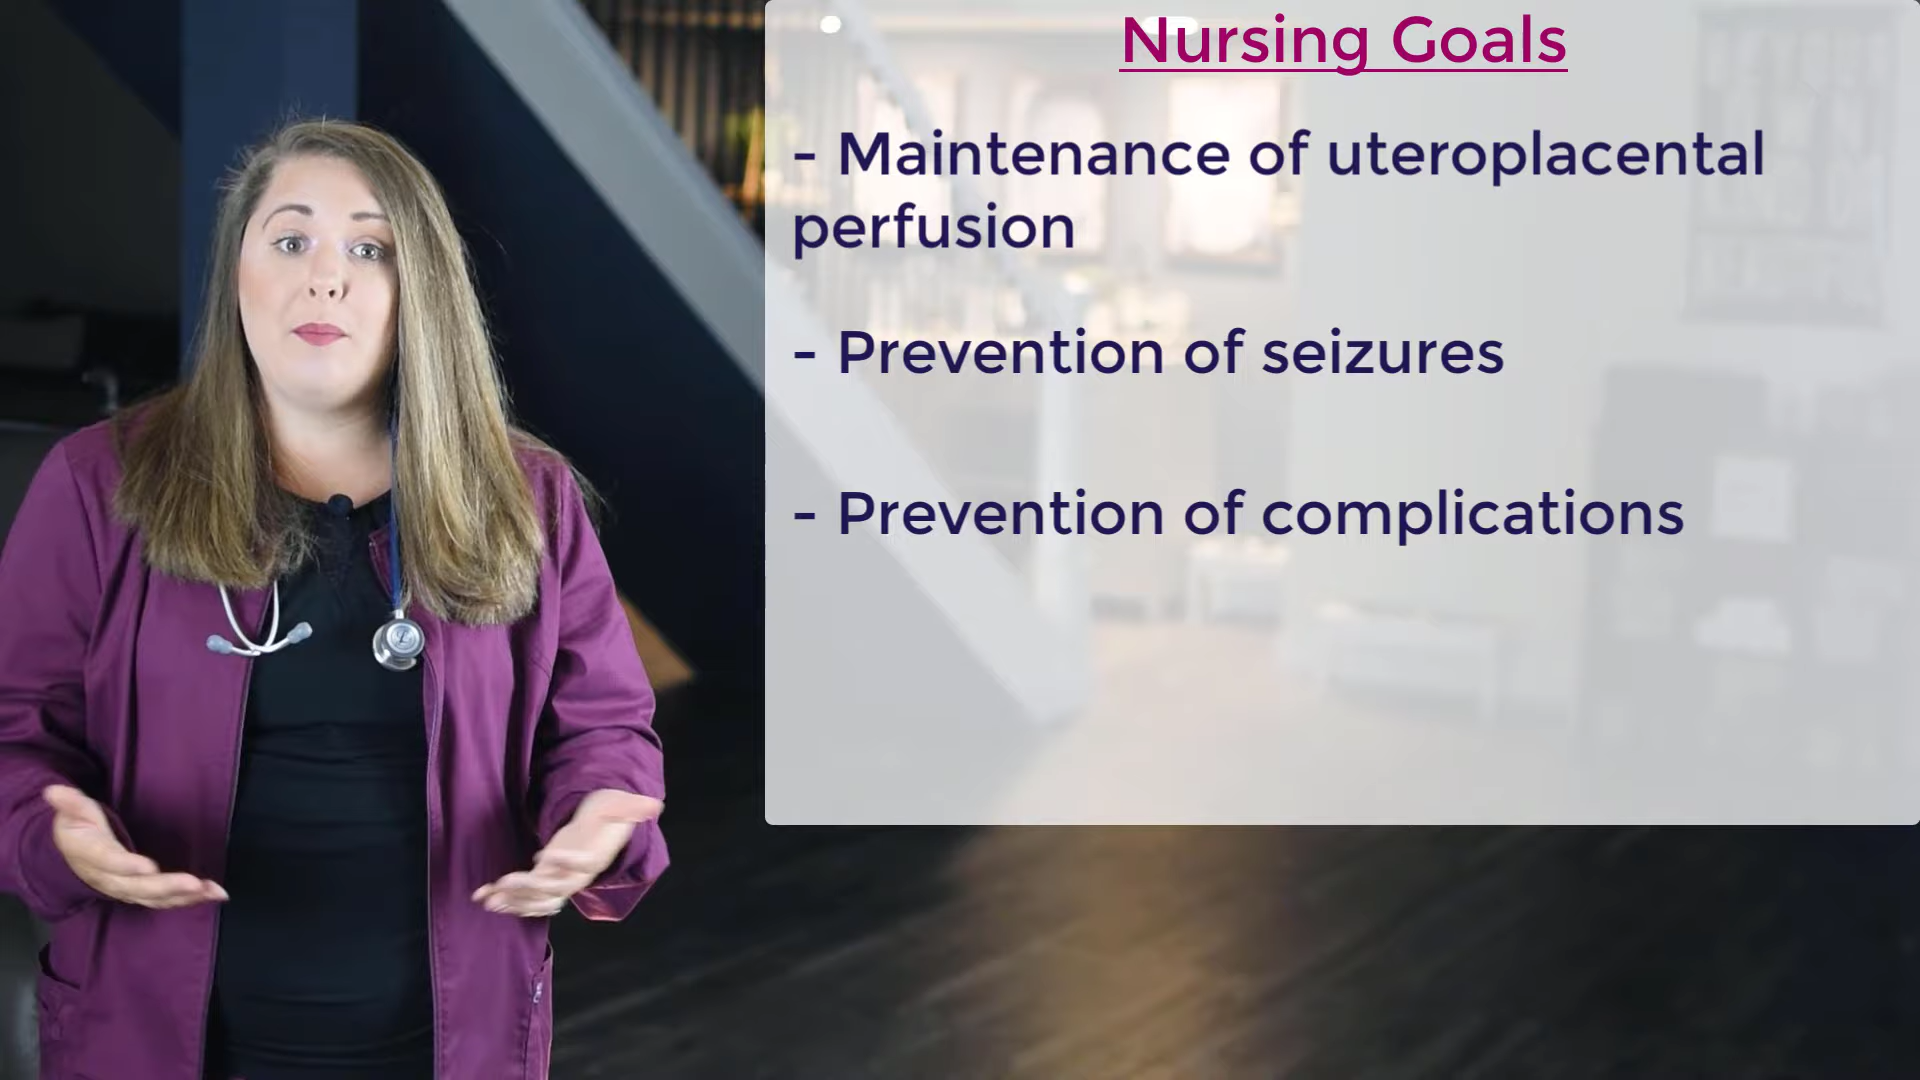 Nursing Goals
- Maintenance of uteroplacental
perfusion
- Prevention of seizures
- Prevention of complications